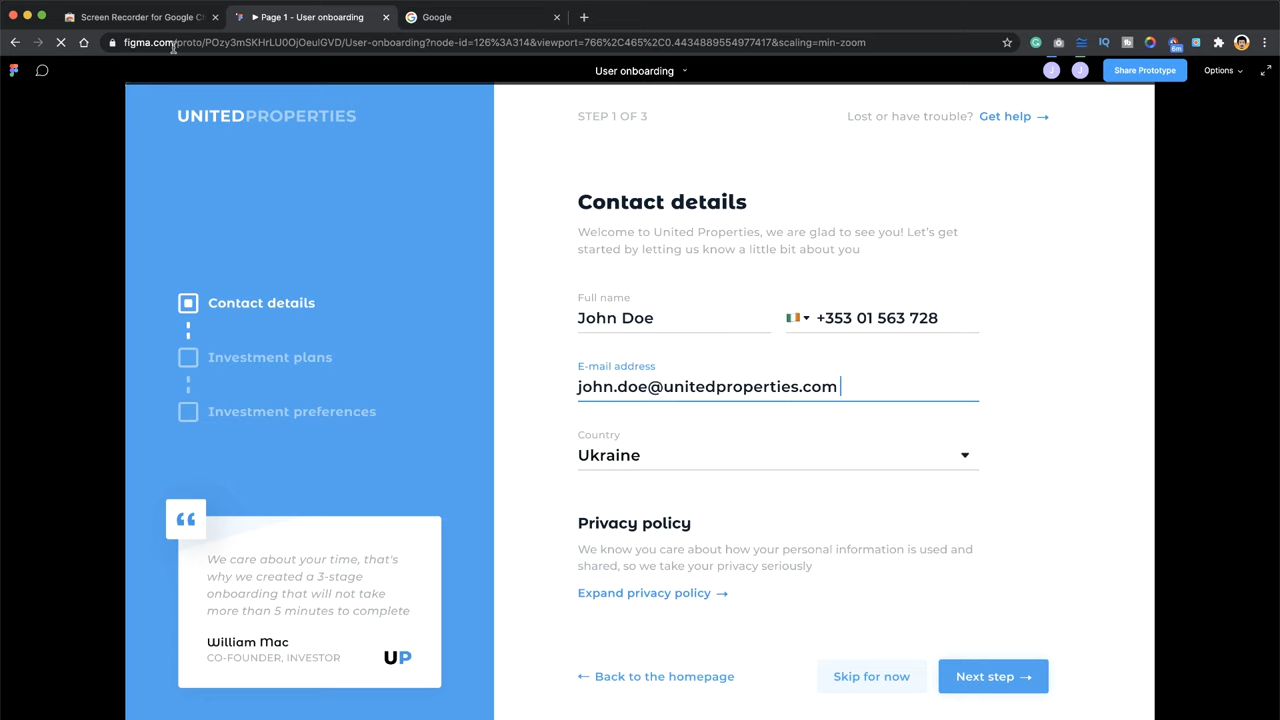 Screen Recorder for Google Ch
▶ Page 1 - User onboarding
Google
figma.com/proto/POzy3mSKHrLU0OjOeuIGVD/User-onboarding?node-id=126%3A314&viewport=766%2C465%2C0.4434889554977417&scaling=min-zoom
6m
User onboarding
J
J
Share Prototype
Options
UNITEDPROPERTIES
STEP 1 OF 3
Lost or have trouble? Get help →
Contact details
Welcome to United Properties, we are glad to see you! Let's get
started by letting us know a little bit about you
Contact details
Investment plans
Investment preferences
Full name
John Doe
+353 01 563 728
E-mail address
john.doe@unitedproperties.com
Country
Ukraine
Privacy policy
We know you care about how your personal information is used and
shared, so we take your privacy seriously
Expand privacy policy →
“
We care about your time, that's
why we created a 3-stage
onboarding that will not take
more than 5 minutes to complete
William Mac
CO-FOUNDER, INVESTOR
UP
← Back to the homepage
Skip for now
Next step →